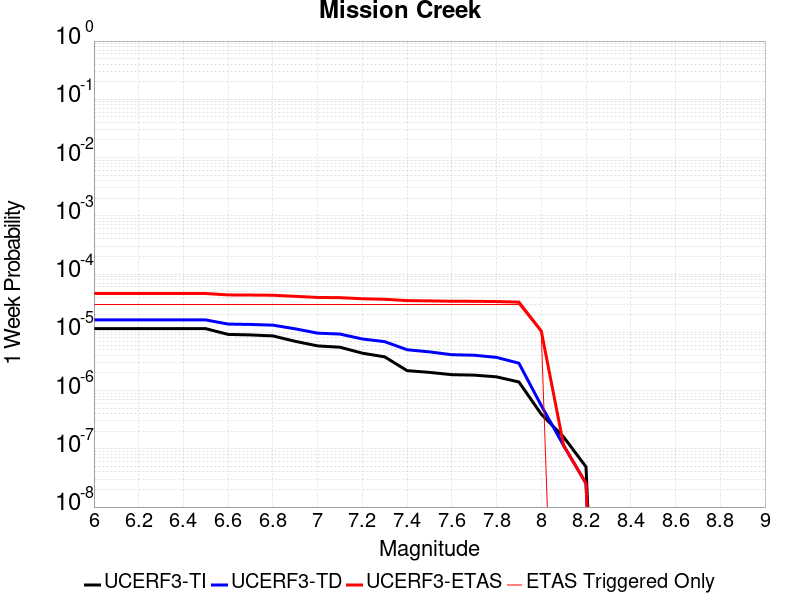 Mission Creek
10 0
10 -1
10 -2
10 -3
10 -4
10 -5
10 -6
10 -7
10 -8
1 Week Probability
6 6.2 6.4 6.6 6.8 7 7.2 7.4 7.6 7.8 8 8.2 8.4 8.6 8.8 9
Magnitude
UCERF3-TI UCERF3-TD UCERF3-ETAS ETAS Triggered Only